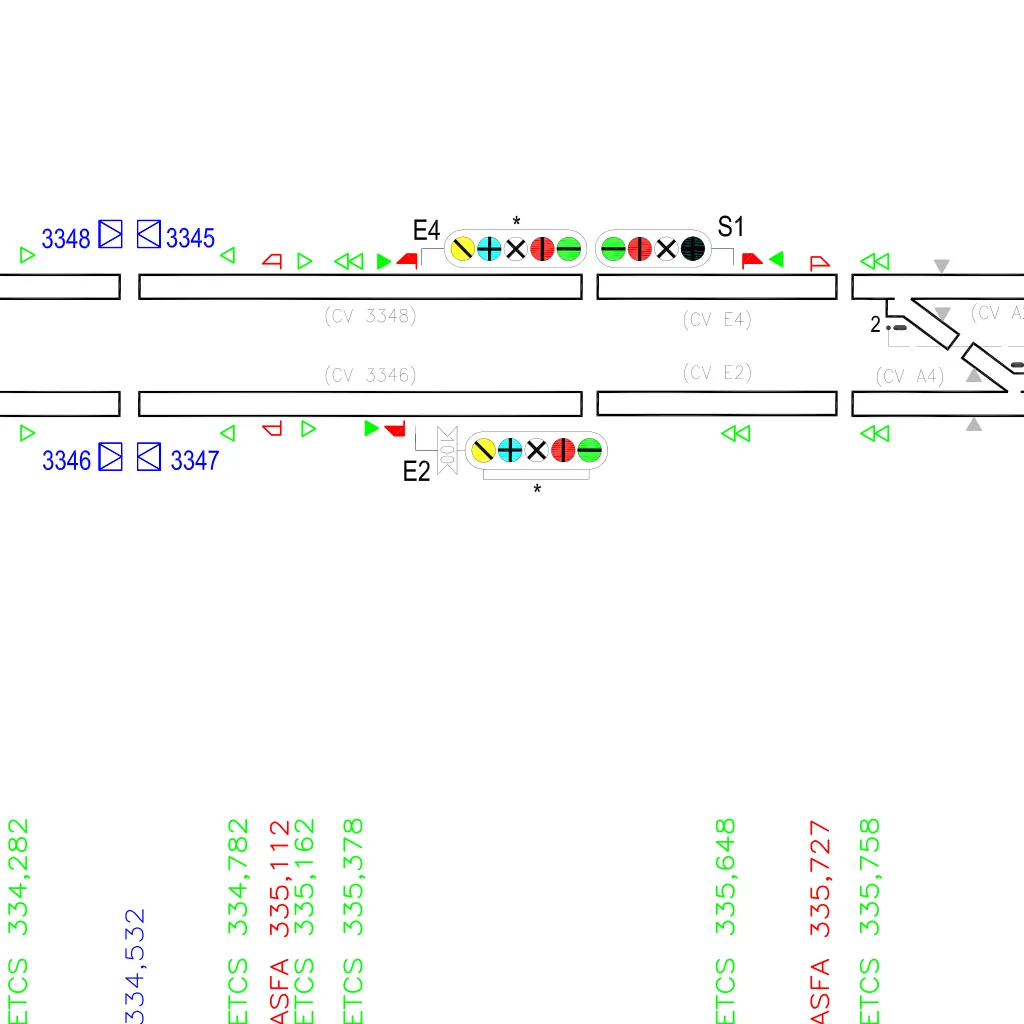 E4
*
S1
3348
3345
(CV 3348)
(CV E4)
2
(CV 3346)
(CV E2)
(CV A4)
3346
3347
E2
100K
*
ETCS 334,282
334,532
ETCS 334,782
ASFA 335,112
ETCS 335,162
ETCS 335,378
ETCS 335,648
ASFA 335,727
ETCS 335,758